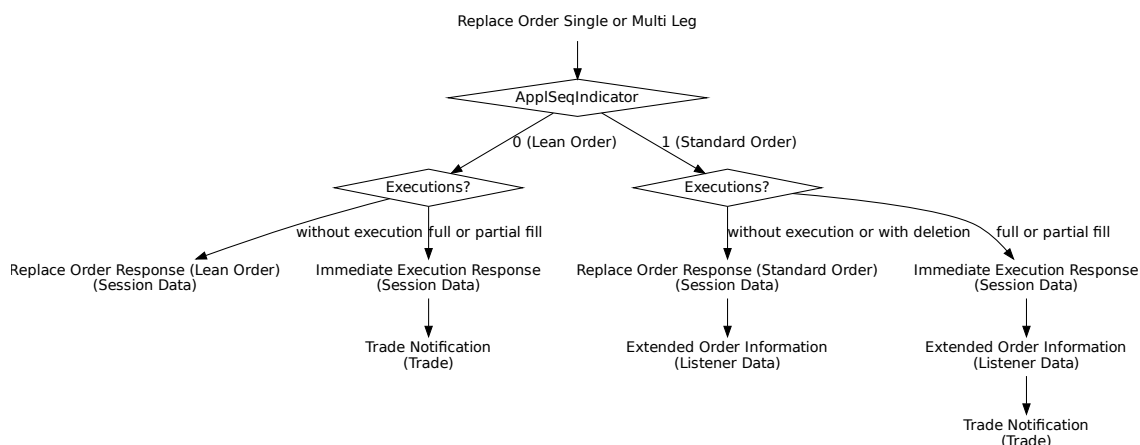 Replace Order Single or Multi Leg
ApplSeqIndicator
0 (Lean Order)
1 (Standard Order)
Executions?
Executions?
without execution
full or partial fill
without execution or with deletion
full or partial fill
Replace Order Response (Lean Order)
(Session Data)
Immediate Execution Response
(Session Data)
Replace Order Response (Standard Order)
(Session Data)
Immediate Execution Response
(Session Data)
Trade Notification
(Trade)
Extended Order Information
(Listener Data)
Extended Order Information
(Listener Data)
Trade Notification
(Trade)